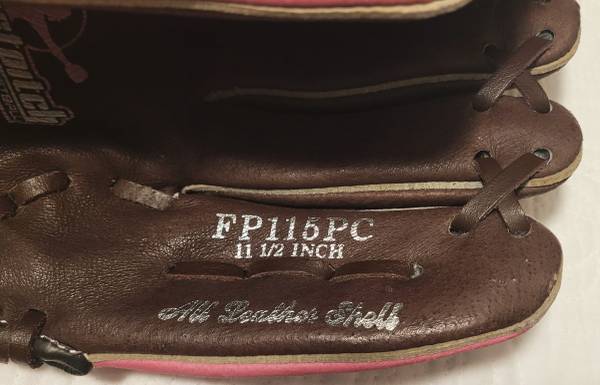 FP115PC
11 1/2 INCH
All Leather Shell